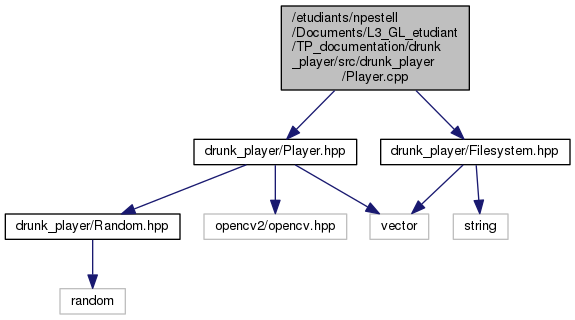 /etudiants/npestell
/Documents/L3_GL_etudiant
/TP_documentation/drunk
_player/src/drunk_player
/Player.cpp
drunk_player/Player.hpp
drunk_player/Filesystem.hpp
drunk_player/Random.hpp
opencv2/opencv.hpp
vector
string
random